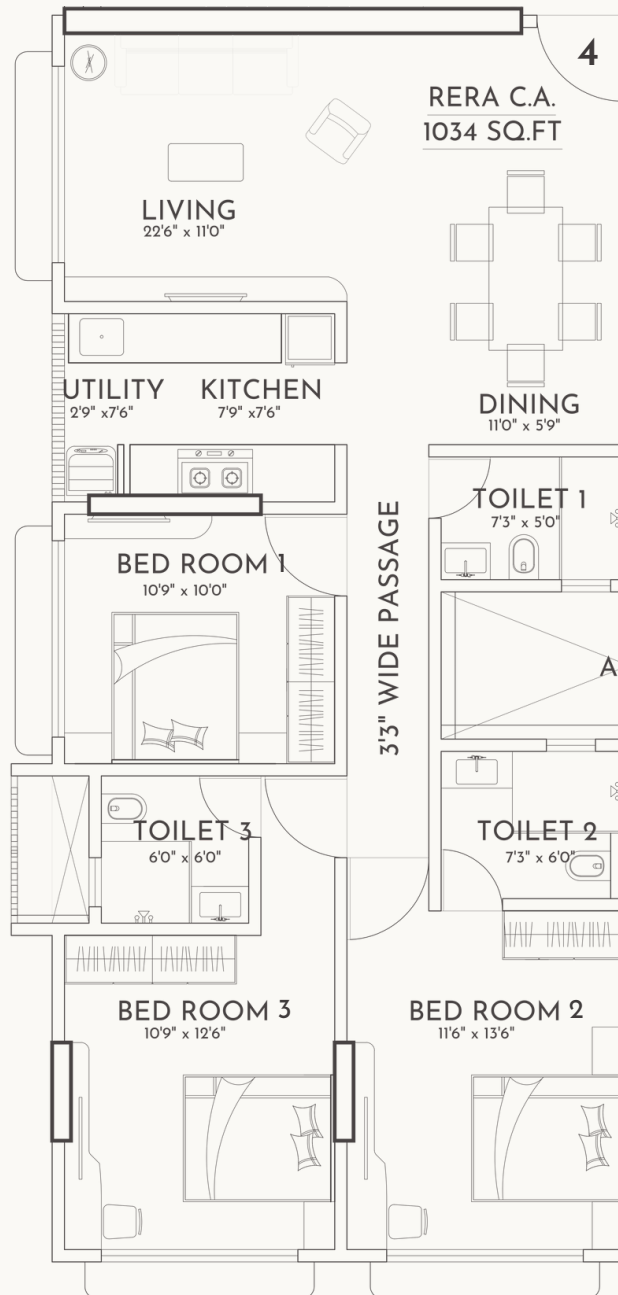 4
RERA C.A.
1034 SQ.FT
LIVING
22'6" x 11'0"
UTILITY
2'9" x7'6"
KITCHEN
7'9" x7'6"
DINING
11'0" x 5'9"
TOILET 1
7'3" x 5'0"
BED ROOM 1
10'9" x 10'0"
3'3" WIDE PASSAGE
A
TOILET 3
6'0" x 6'0"
TOILET 2
7'3" x 6'0"
BED ROOM 3
10'9" x 12'6"
BED ROOM 2
11'6" x 13'6"